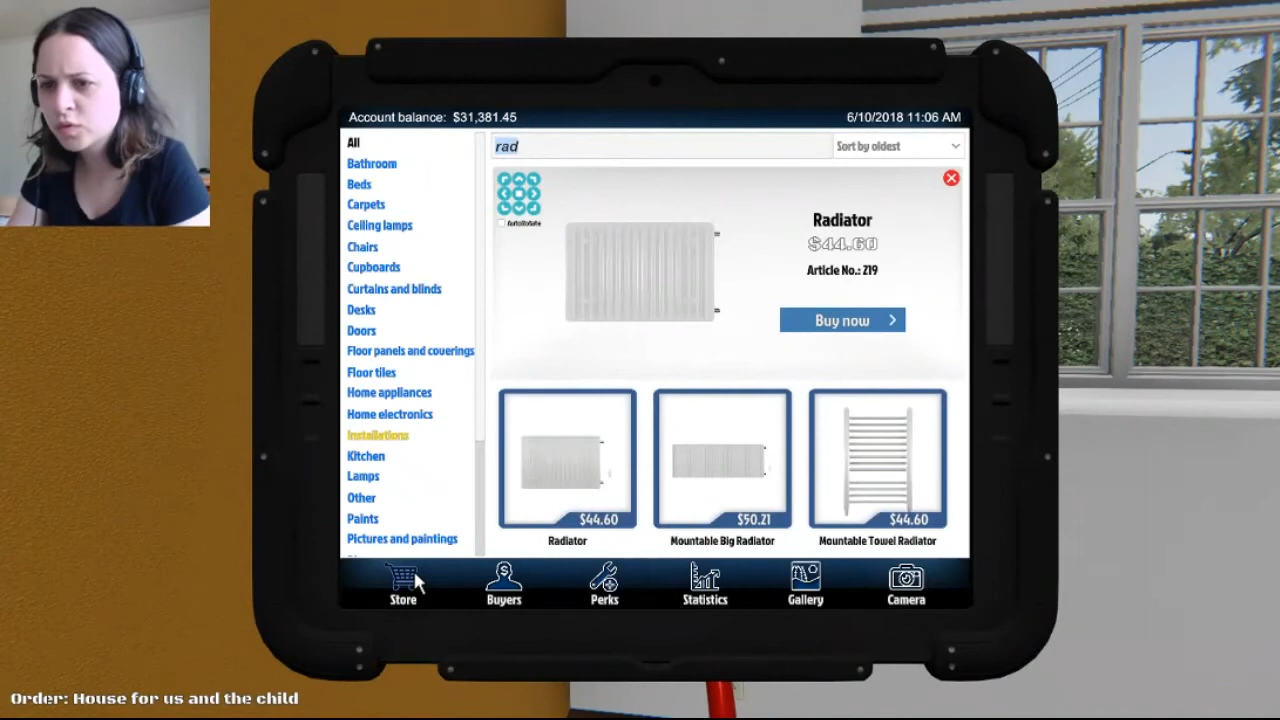 Account balance: $31,381.45
6/10/2018 11:06 AM
All
Bathroom
Beds
Carpets
Ceiling lamps
Chairs
Cupboards
Curtains and blinds
Desks
Doors
Floor panels and coverings
Floor tiles
Home appliances
Home electronics
Installations
Kitchen
Lamps
Other
Paints
Pictures and paintings
rad
Sort by oldest
AutoRotate
Radiator
$44.60
Article No.: 219
Buy now
$44.60
Radiator
$50.21
Mountable Big Radiator
$44.60
Mountable Towel Radiator
Store
Buyers
Perks
Statistics
Gallery
Camera
Order: House for us and the child